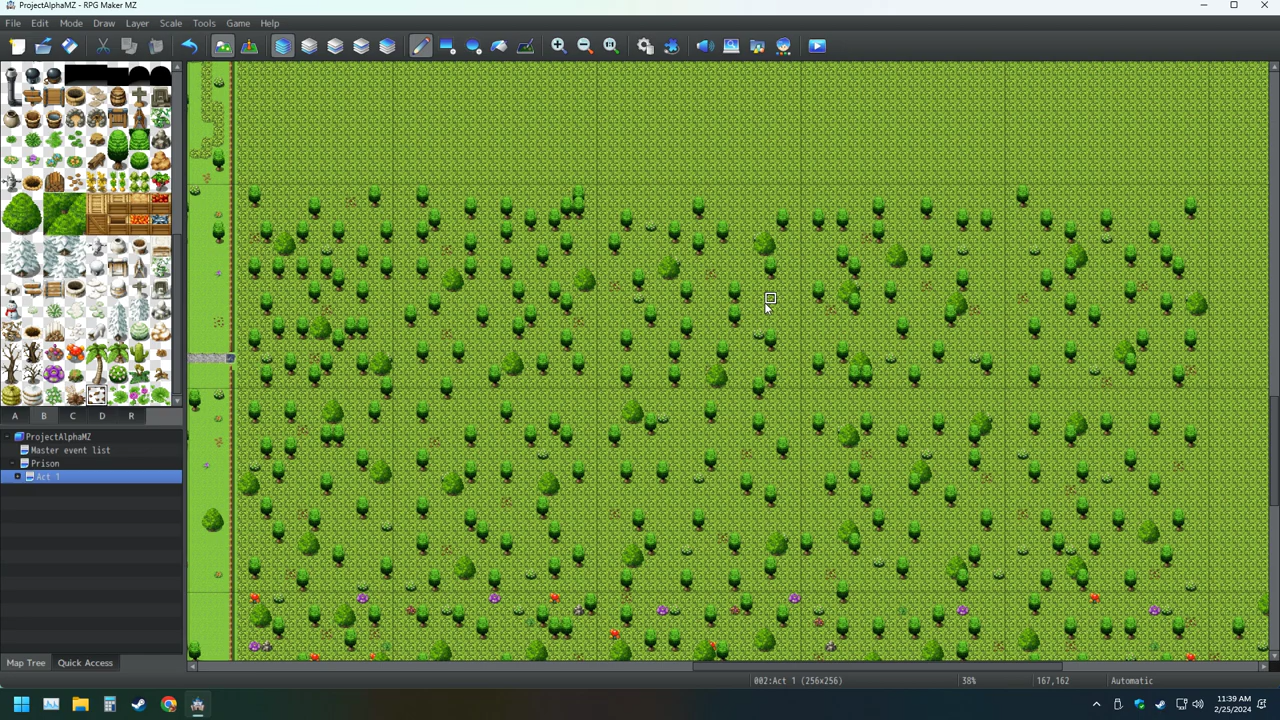 ProjectAlphaMZ - RPG Maker MZ
File Edit Mode Draw Layer Scale Tools Game Help
1:1
A B C D R
ProjectAlphaMZ
Master event list
Prison
Act 1
Map Tree Quick Access
002:Act 1 (256x256) 38% 167,162 Automatic
11:39 AM
2/25/2024